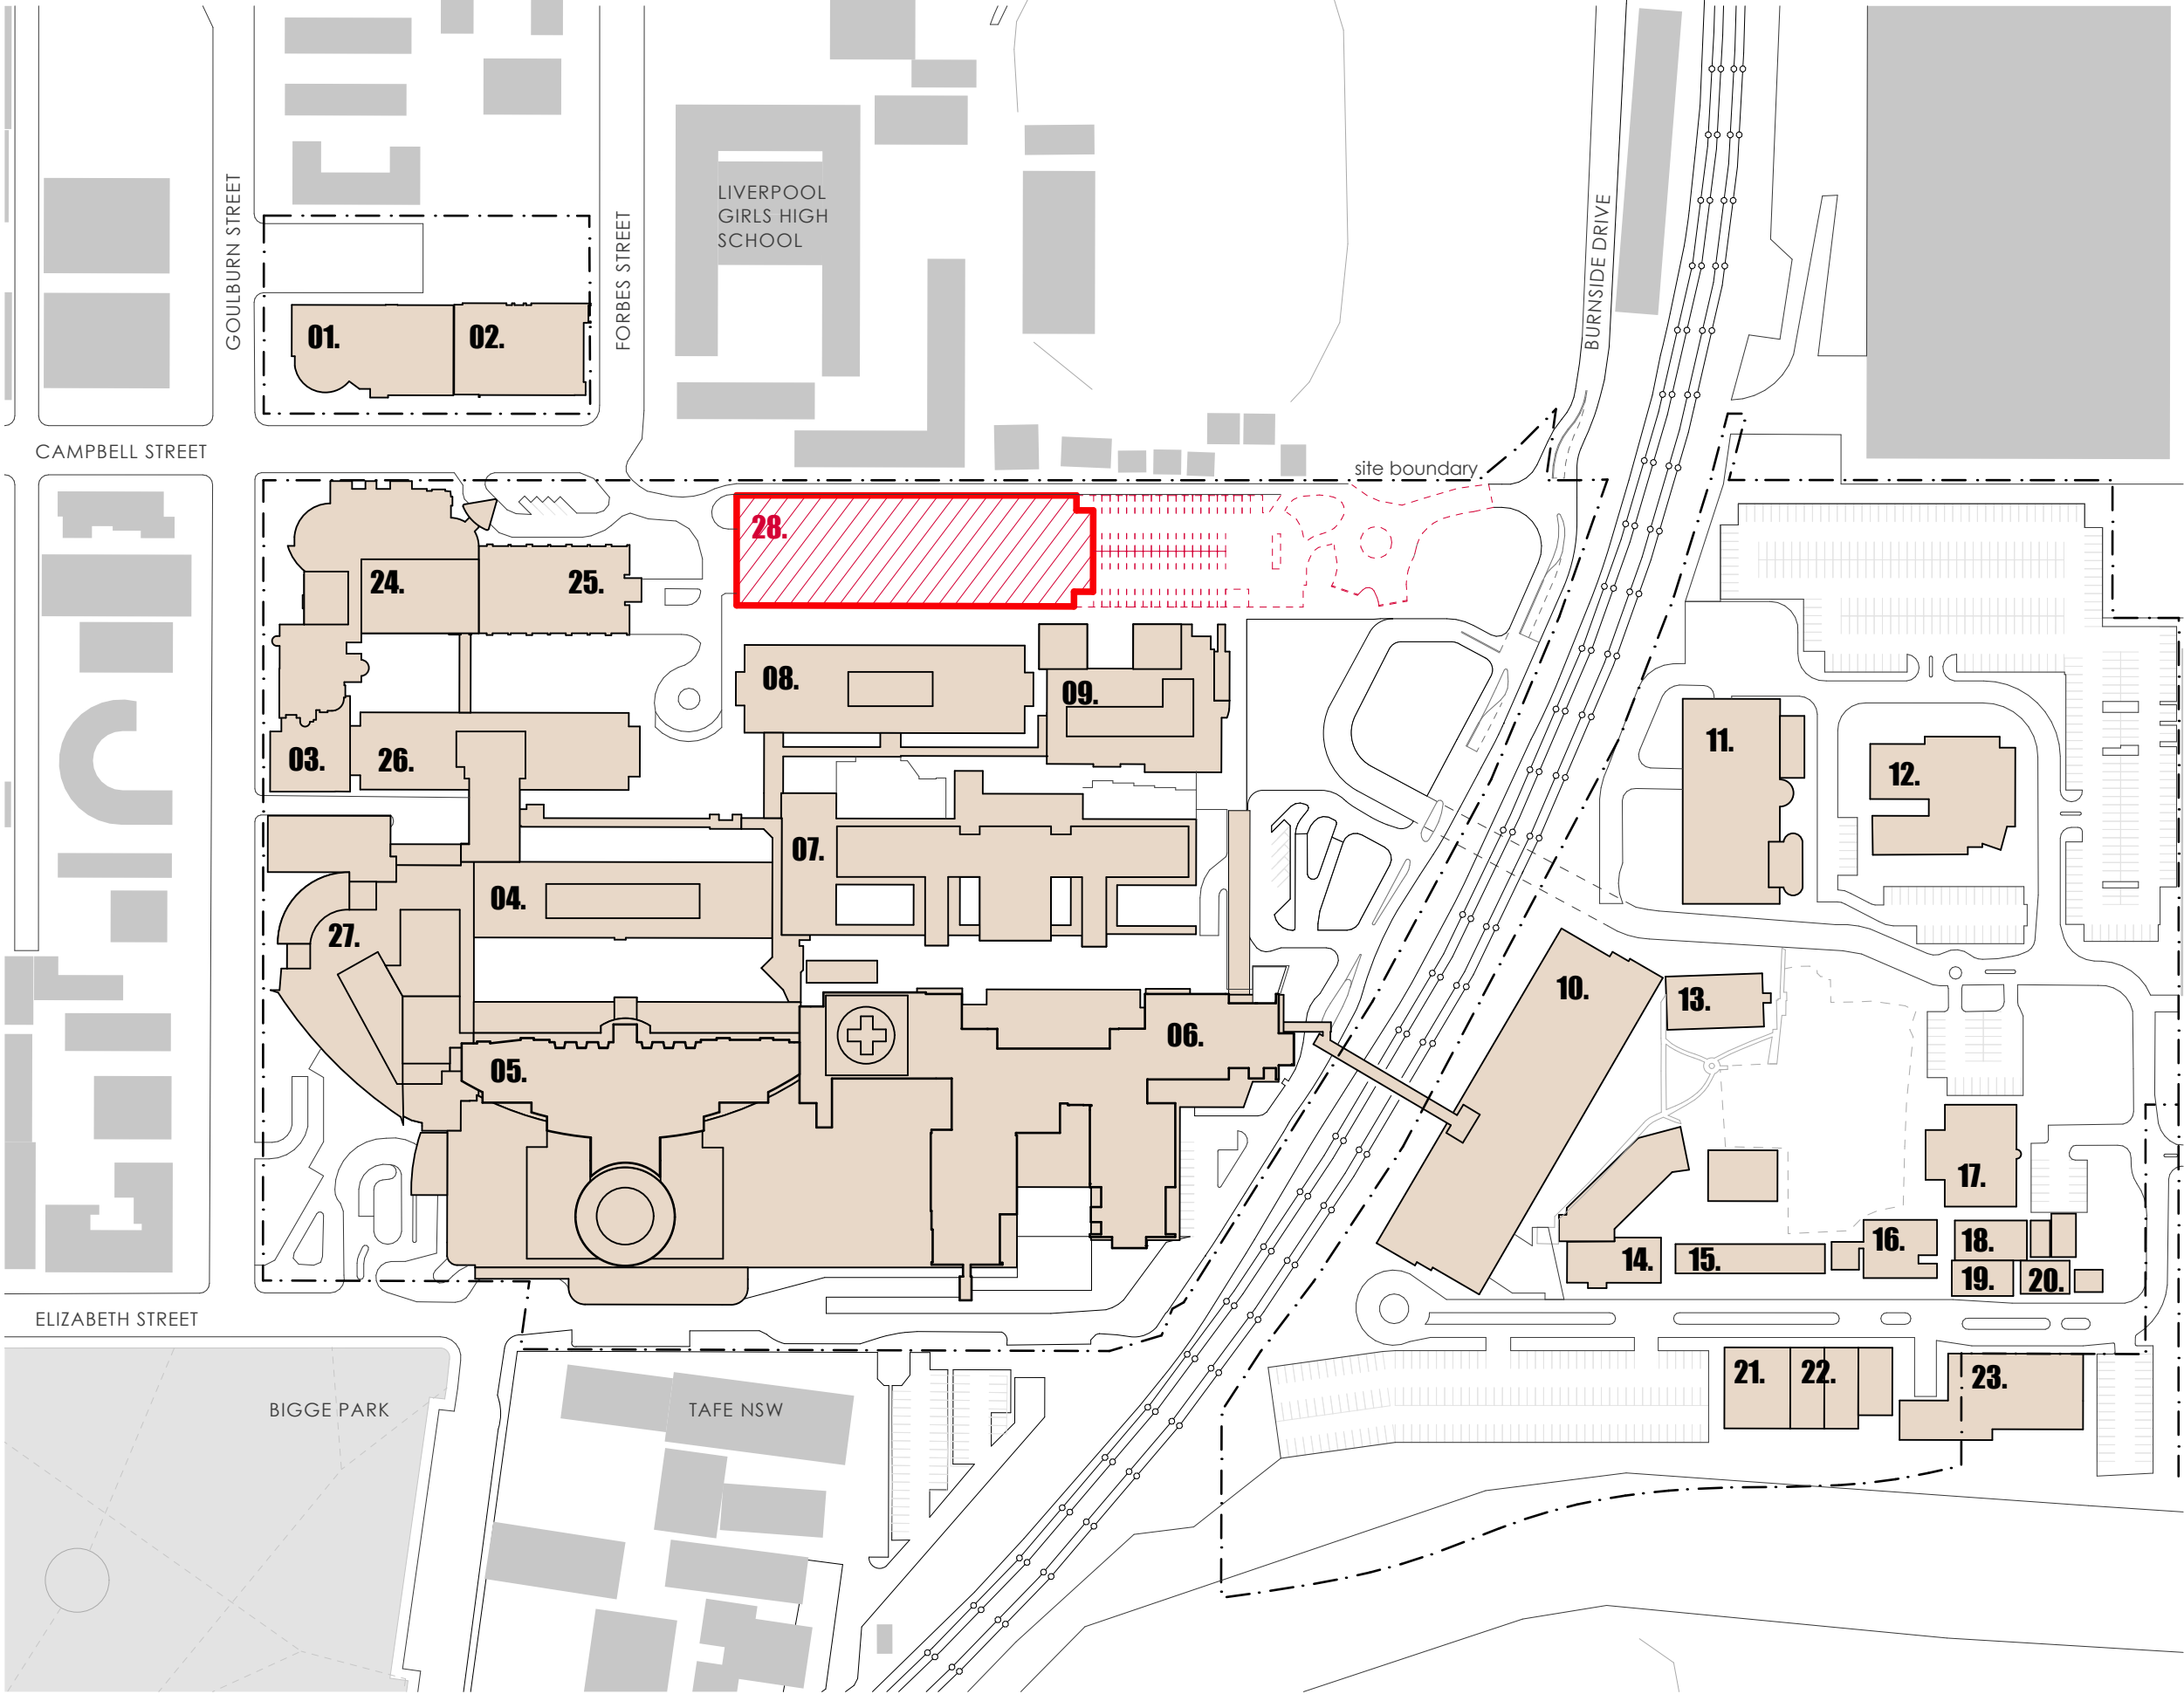 LIVERPOOL
GIRLS HIGH
SCHOOL
GOULBURN STREET
FORBES STREET
BURNSIDE DRIVE
01.
02.
CAMPBELL STREET
site boundary
28.
24.
25.
08.
09.
03.
26.
11.
12.
07.
04.
27.
10.
13.
06.
05.
17.
14.
15.
16.
18.
19.
20.
ELIZABETH STREET
21.
22.
23.
BIGGE PARK
TAFE NSW